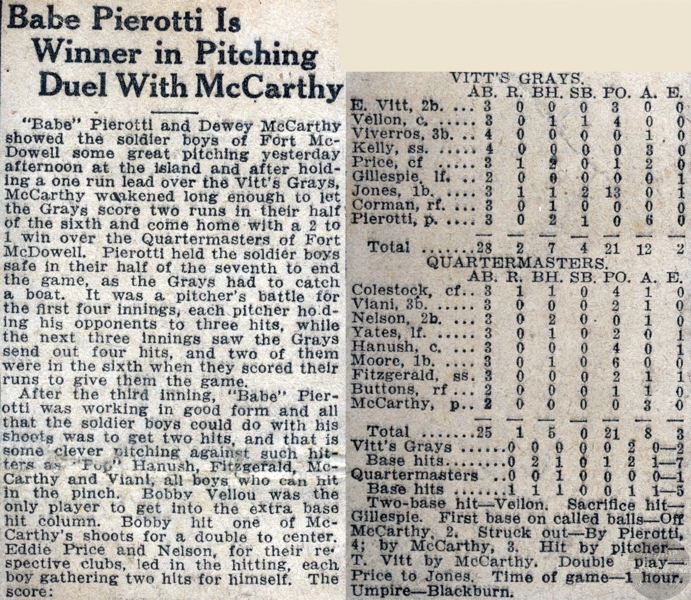 Babe Pierotti Is
Winner in Pitching
Duel With McCarthy
"Babe" Pierotti and Dewey McCarthy
showed the soldier boys of Fort Mc-
Dowell some great pitching yesterday
afternoon at the island and after hold-
ing a one run lead over the Vitt's Grays,
McCarthy weakened long enough to let
the Grays score two runs in their half
of the sixth and come home with a 2 to
1 win over the Quartermasters of Fort
McDowell. Pierotti held the soldier boys
safe in their half of the seventh to end
the game, as the Grays had to catch
a boat. It was a pitcher's battle for
the first four innings, each pitcher hold-
ing his opponents to three hits, while
the next three innings saw the Grays
send out four hits, and two of them
were in the sixth when they scored their
runs to give them the game.
After the third inning, "Babe" Pier-
otti was working in good form and all
that the soldier boys could do with his
shoots was to get two hits, and that is
some clever pitching against such hit-
ters as "Pop" Hanush, Fitzgerald, Mc-
Carthy and Viani, all boys who can hit
in the pinch. Bobby Vellou was the
only player to get into the extra base
hit column. Bobby hit one of Mc-
Carthy's shoots for a double to center.
Eddie Price and Nelson, for their re-
spective clubs, led in the hitting, each
boy gathering two hits for himself. The
score:
VITT'S GRAYS.
AB. R. BH. SB. PO. A. E.
E. Vitt, 2b. ... 3 0 0 0 3 0 0
Vellon, c. .... 3 0 1 1 4 0 0
Viverros, 3b. .. 4 0 0 0 0 1 0
Kelly, ss. .... 4 0 0 0 0 3 0
Price, cf .... 3 1 2 0 1 2 0
Gillespie, lf. .. 2 0 0 0 0 0 1
Jones, 1b. .... 3 1 1 2 13 0 1
Corman, rf. ... 3 0 1 0 0 0 0
Pierotti, p. ... 3 0 2 1 0 6 0
Total .......28 2 7 4 21 12 2
QUARTERMASTERS.
AB. R. BH. SB. PO. A. E.
Colestock, cf.. 3 1 1 0 4 1 0
Viani, 3b. .... 3 0 0 0 2 1 0
Nelson, 2b. ... 3 0 2 0 0 1 0
Yates, lf. .... 3 0 1 0 2 0 1
Hanush, c. ... 3 0 0 0 4 0 1
Moore, 1b. ... 3 0 1 0 6 0 0
Fitzgerald, ss. 3 0 0 0 2 1 1
Buttons, rf ... 2 0 0 0 1 1 0
McCarthy, p.. 2 0 0 0 0 3 0
Total .......25 1 5 0 21 8 3
Vitt's Grays .....0 0 0 0 0 2 0—2
Base hits........0 2 1 0 1 2 1—7
Quartermasters ..1 0 0 0 0 0 0—1
Base hits .......1 1 1 0 0 1 1—5
Two-base hit—Vellon. Sacrifice hit—
Gillespie. First base on called balls—Off
McCarthy, 2. Struck out—By Pierotti,
4; by McCarthy, 3. Hit by pitcher—
T. Vitt by McCarthy. Double play—
Price to Jones. Time of game—1 hour.
Umpire—Blackburn.